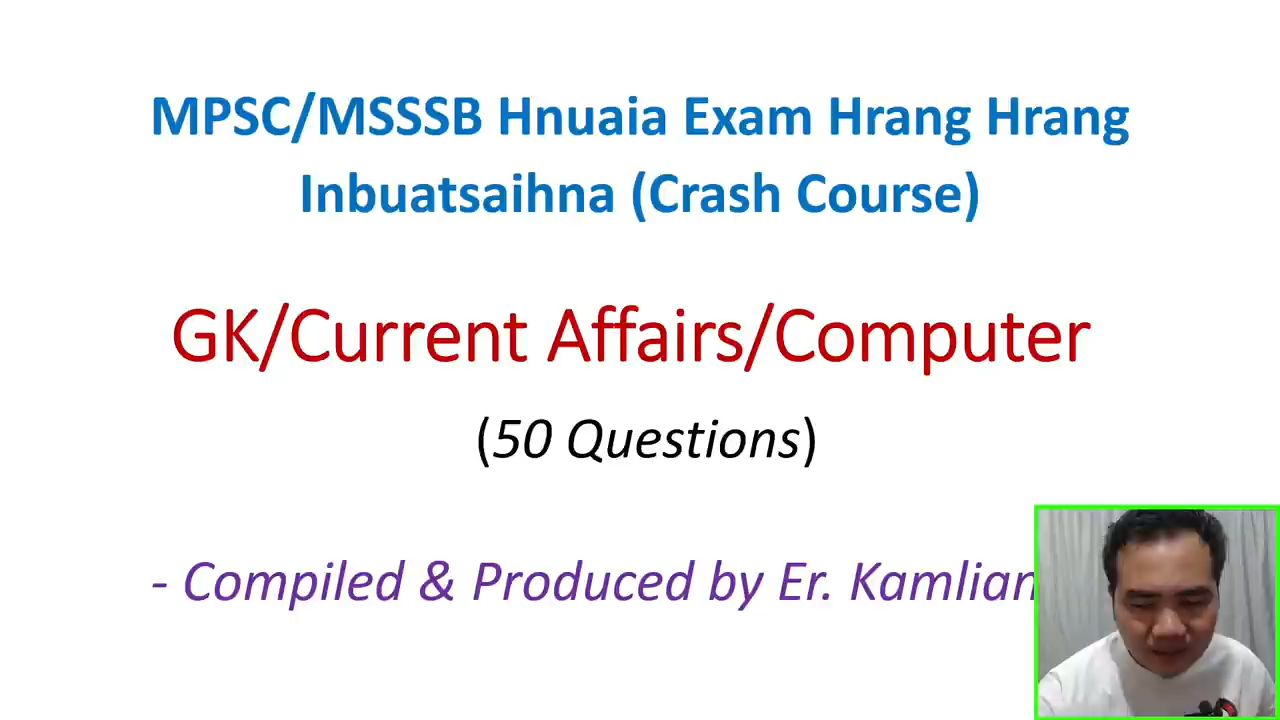 MPSC/MSSSB Hnuaia Exam Hrang Hrang
Inbuatsaihna (Crash Course)
GK/Current Affairs/Computer
(50 Questions)
- Compiled & Produced by Er.